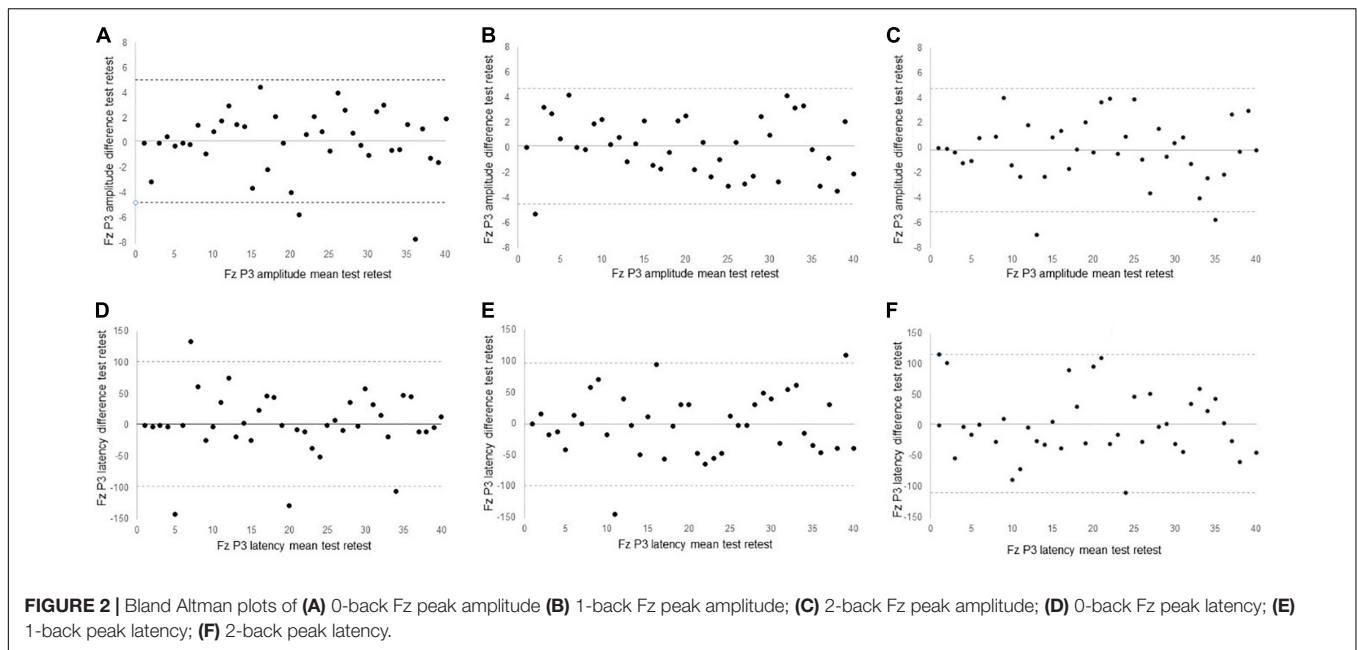 A
Fz P3 amplitude difference test retest
8
6
4
2
0
-2
-4
-6
-8
0 5 10 15 20 25 30 35 40
Fz P3 amplitude mean test retest
B
Fz P3 amplitude difference test retest
8
6
4
2
0
-2
-4
-6
-8
0 5 10 15 20 25 30 35 40
Fz P3 amplitude mean test retest
C
Fz P3 amplitude difference test retest
8
6
4
2
0
-2
-4
-6
-8
0 5 10 15 20 25 30 35 40
Fz P3 amplitude mean test retest
D
Fz P3 latency difference test retest
150
100
50
0
-50
-100
-150
0 5 10 15 20 25 30 35 40
Fz P3 latency mean test retest
E
Fz P3 latency difference test retest
150
100
50
0
-50
-100
-150
0 5 10 15 20 25 30 35 40
Fz P3 latency mean test retest
F
Fz P3 latency difference test retest
150
100
50
0
-50
-100
-150
0 5 10 15 20 25 30 35 40
Fz P3 latency mean test retest
FIGURE 2 | Bland Altman plots of (A) 0-back Fz peak amplitude (B) 1-back Fz peak amplitude; (C) 2-back Fz peak amplitude; (D) 0-back Fz peak latency; (E)
1-back peak latency; (F) 2-back peak latency.